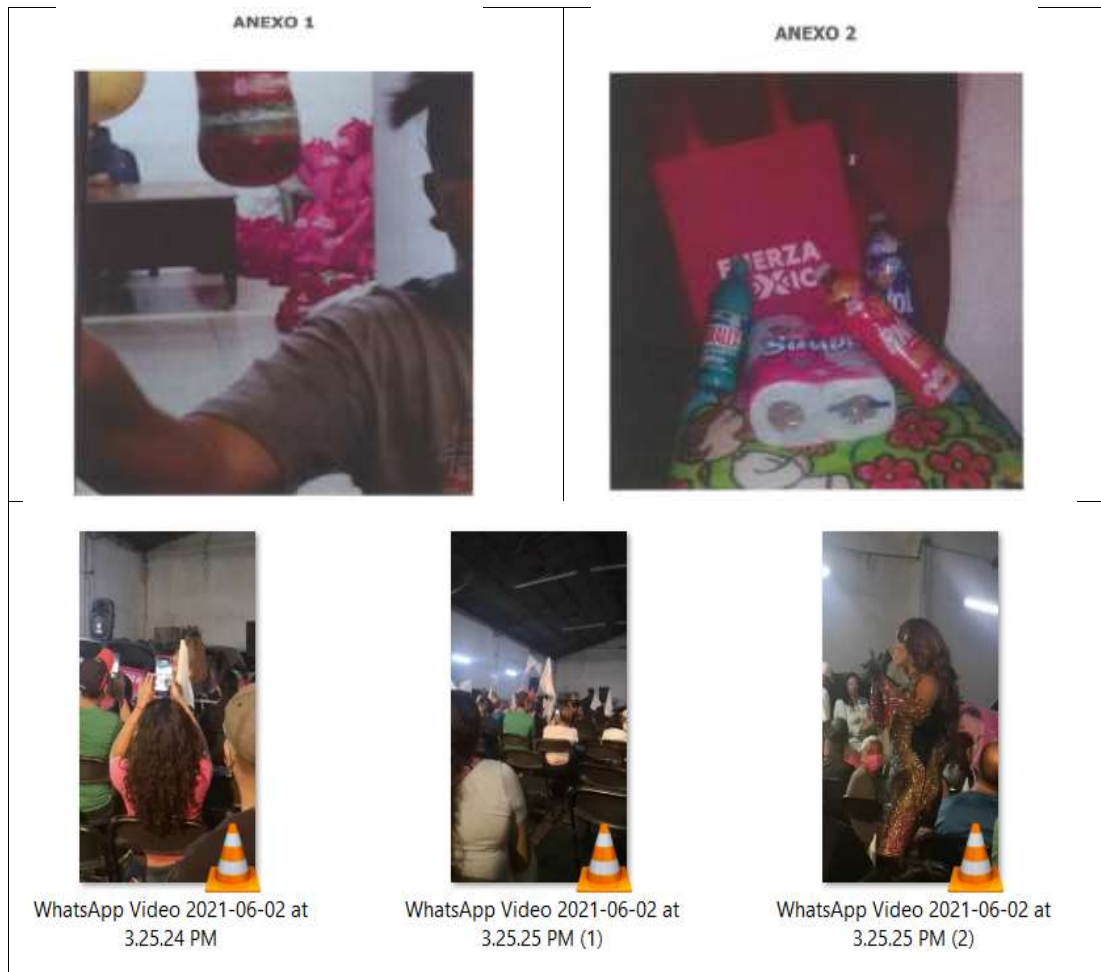 ANEXO 1
ANEXO 2
FUERZA
WhatsApp Video 2021-06-02 at
3.25.24 PM
WhatsApp Video 2021-06-02 at
3.25.25 PM (1)
WhatsApp Video 2021-06-02 at
3.25.25 PM (2)